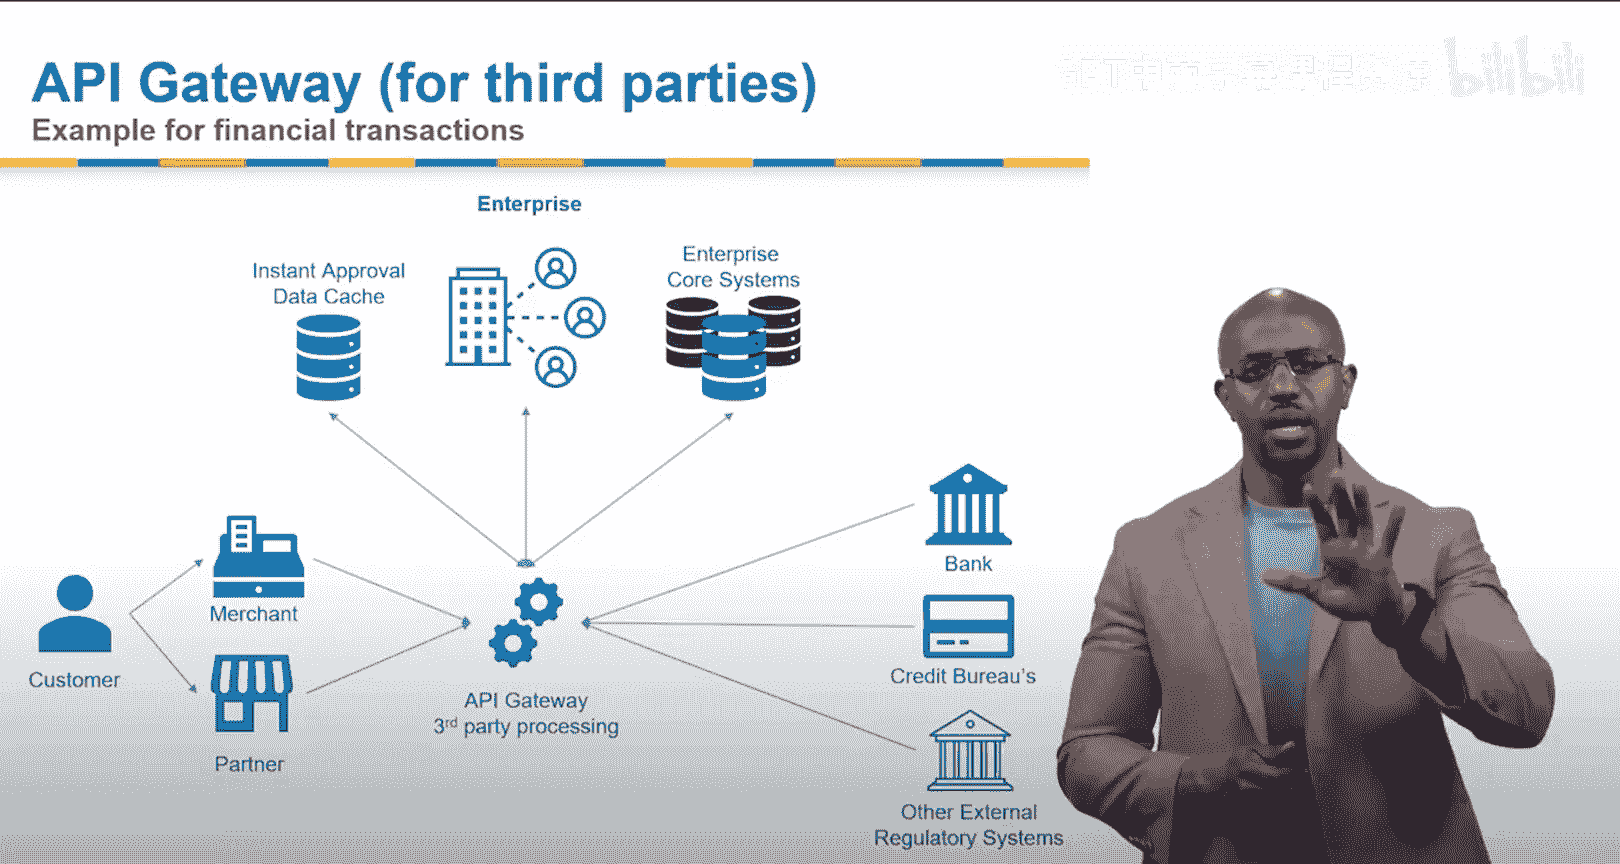 API Gateway (for third parties)
Example for financial transactions
bilibili
Enterprise
Instant Approval
Data Cache
Enterprise
Core Systems
Merchant
Customer
Partner
API Gateway
3rd party processing
Bank
Credit Bureau's
Other External
Regulatory Systems